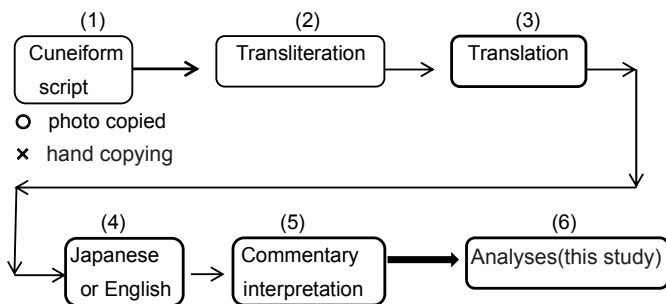 (1)
(2)
(3)
Cuneiform
script
Transliteration
Translation
o photo copied
× hand copying
(4)
(5)
(6)
Japanese
or English
Commentary
interpretation
Analyses(this study)